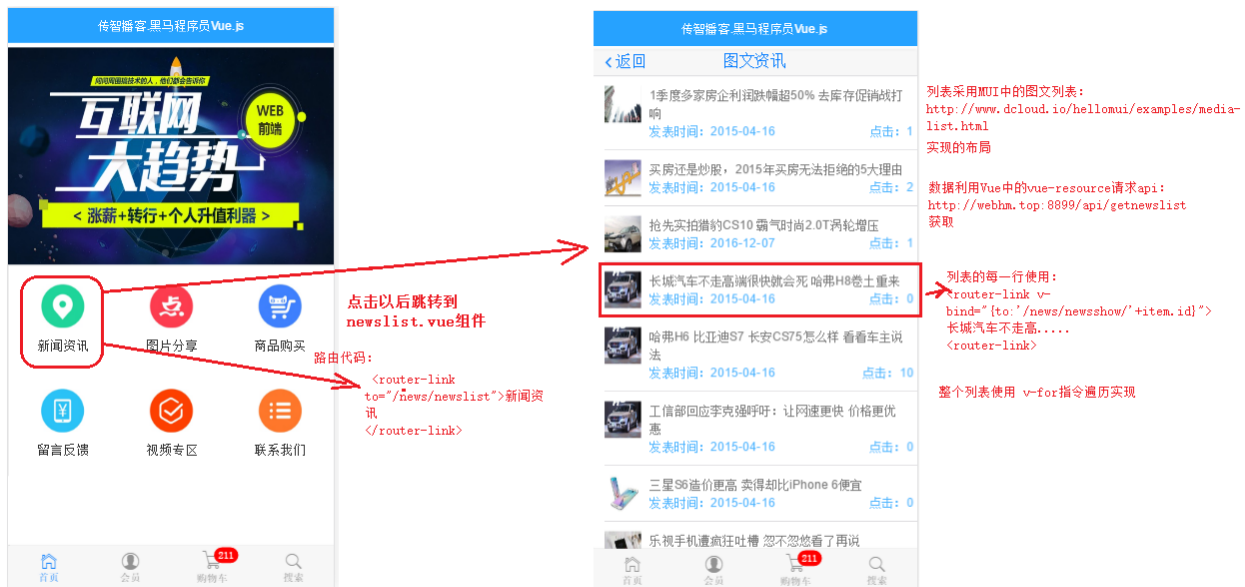 传智播客.黑马程序员Vue.js
问问周围搞技术的人，他们都会告诉你
互联网
大趋势
WEB
前端
< 涨薪+转行+个人升值利器 >
新闻资讯
图片分享
商品购买
留言反馈
视频专区
联系我们
首页
会员
购物车
211
搜索
点击以后跳转到
newslist.vue组件
路由代码：
<router-link
to="/news/newslist">新闻资
讯
</router-link>
传智播客.黑马程序员Vue.js
返回
图文资讯
1季度多家房企利润跌幅超50% 去库存促销战打
响
发表时间：2015-04-16 点击：1
买房还是炒股，2015年买房无法拒绝的5大理由
发表时间：2015-04-16 点击：2
抢先实拍猎豹CS10 霸气时尚2.0T涡轮增压
发表时间：2016-12-07 点击：1
长城汽车不走高端很快就会死 哈弗H8卷土重来
发表时间：2015-04-16 点击：0
哈弗H6 比亚迪S7 长安CS75怎么样 看看车主说
法
发表时间：2015-04-16 点击：10
工信部回应李克强呼吁：让网速更快 价格更优
惠
发表时间：2015-04-16 点击：0
三星S6造价更高 卖得却比iPhone 6便宜
发表时间：2015-04-16 点击：0
乐视手机遭疯狂吐槽 忽不忽悠看了再说
首页
会员
购物车
211
搜索
列表采用MUI中的图文列表：
http://www.dcloud.io/hellomui/examples/media-
list.html
实现的布局
数据利用Vue中的vue-resource请求api：
http://webhm.top:8899/api/getnewslist
获取
列表的每一行使用：
<router-link v-
bind="{to:'/news/newsshow/'+item.id}">
长城汽车不走高.....
<router-link>
整个列表使用 v-for指令遍历实现